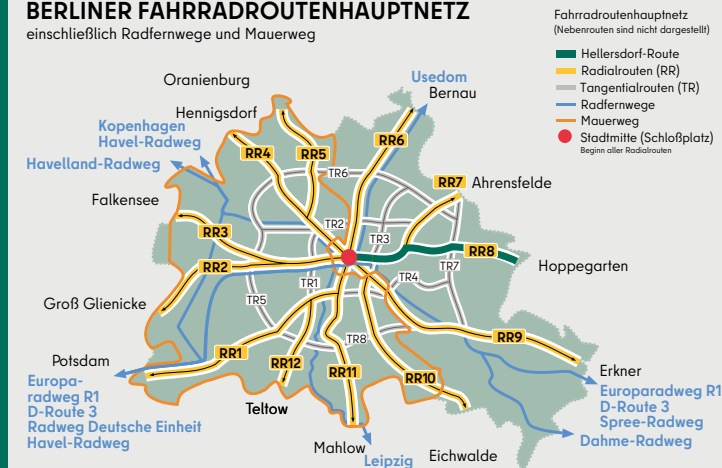 BERLINER FAHRRADROUTENHAUPTNETZ
einschließlich Radfernwege und Mauerweg
Fahrradroutenhauptnetz
(Nebenrouten sind nicht dargestellt)
Hellersdorf-Route
Radialrouten (RR)
Tangentialrouten (TR)
Radfernwege
Mauerweg
Stadtmitte (Schloßplatz)
Beginn aller Radialrouten
Oranienburg
Usedom
Bernau
Hennigsdorf
Kopenhagen
Havel-Radweg
Havelland-Radweg
RR4
RR5
RR6
TR6
RR7
Ahrensfelde
Falkensee
RR3
TR2
TR3
RR8
RR2
TR7
Hoppegarten
TR4
TR1
TR5
Groß Glienicke
TR8
RR9
RR1
RR12
RR11
RR10
Potsdam
Europa-
radweg R1
D-Route 3
Radweg Deutsche Einheit
Havel-Radweg
Teltow
Mahlow
Leipzig
Eichwalde
Erkner
Europaradweg R1
D-Route 3
Spree-Radweg
Dahme-Radweg